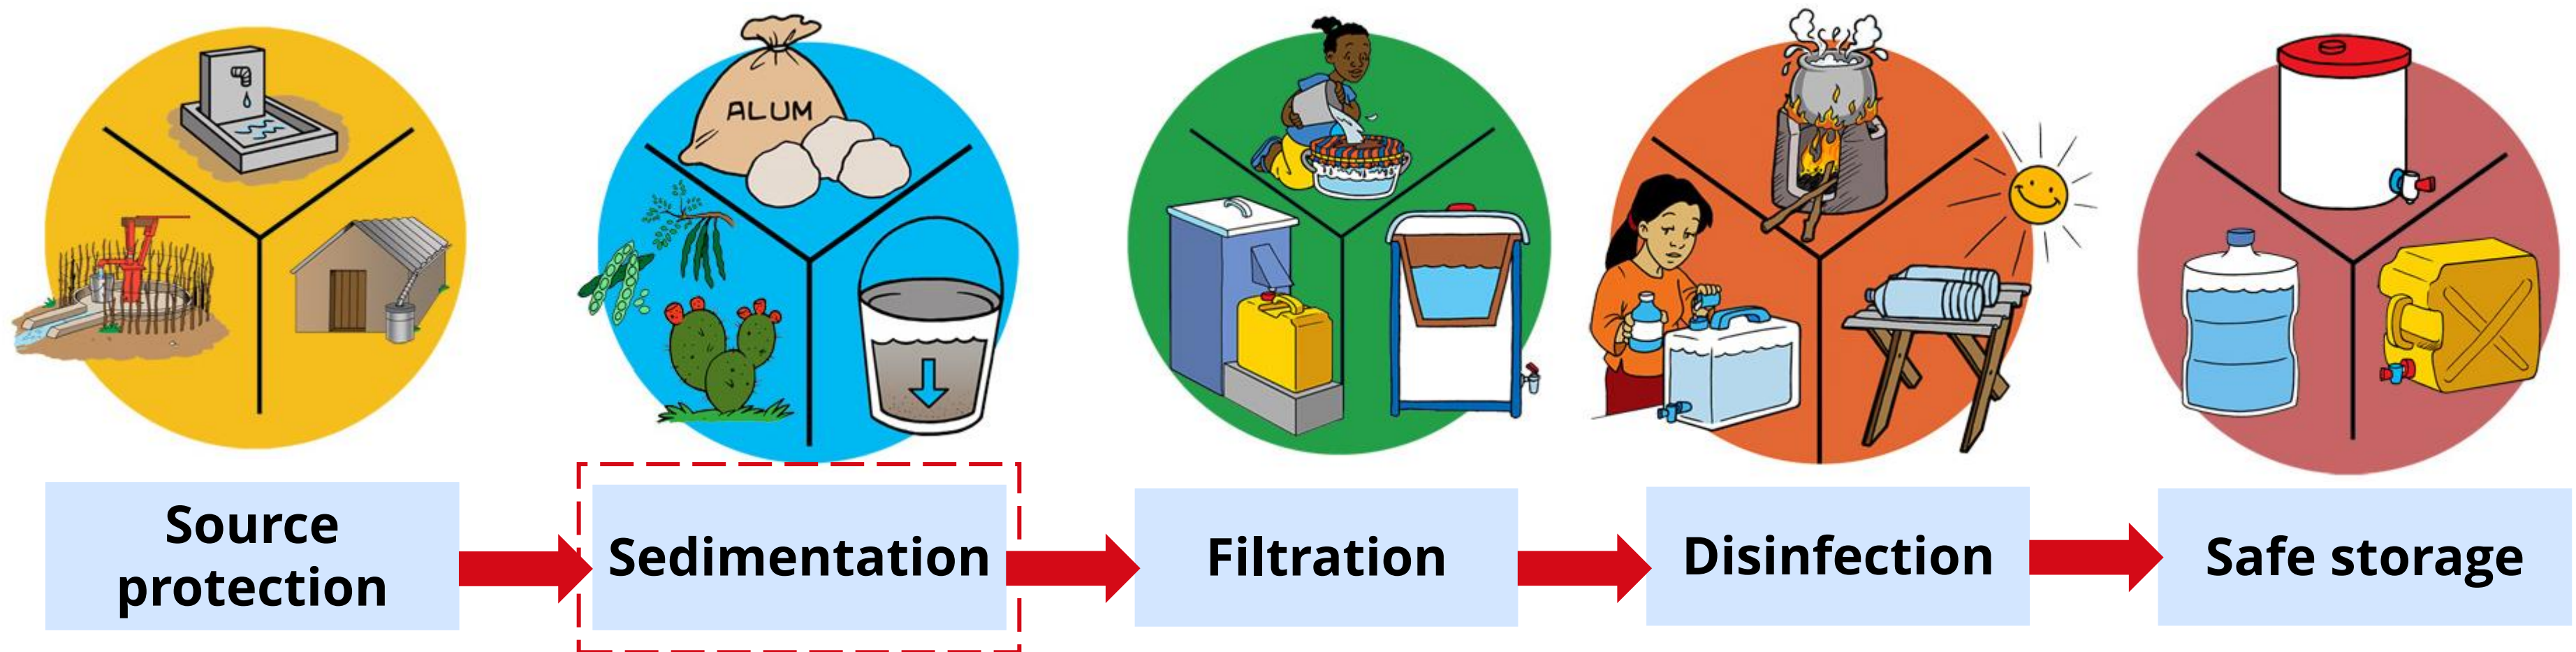 ALUM
Source
protection
Sedimentation
Filtration
Disinfection
Safe storage